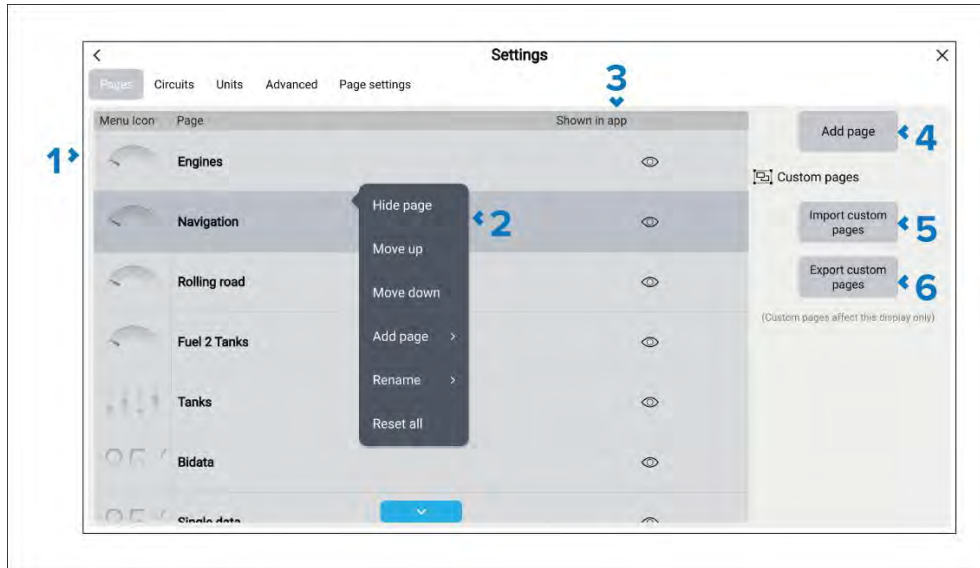 Settings
Pages Circuits Units Advanced Page settings
3
Menu Icon Page Shown in app
1
Engines
Navigation
Rolling road
Fuel 2 Tanks
Tanks
Bidata
Single data
Hide page
Move up
Move down
Add page
Rename
Reset all
2
Add page
4
Custom pages
Import custom
pages
5
Export custom
pages
6
(Custom pages affect this display only)